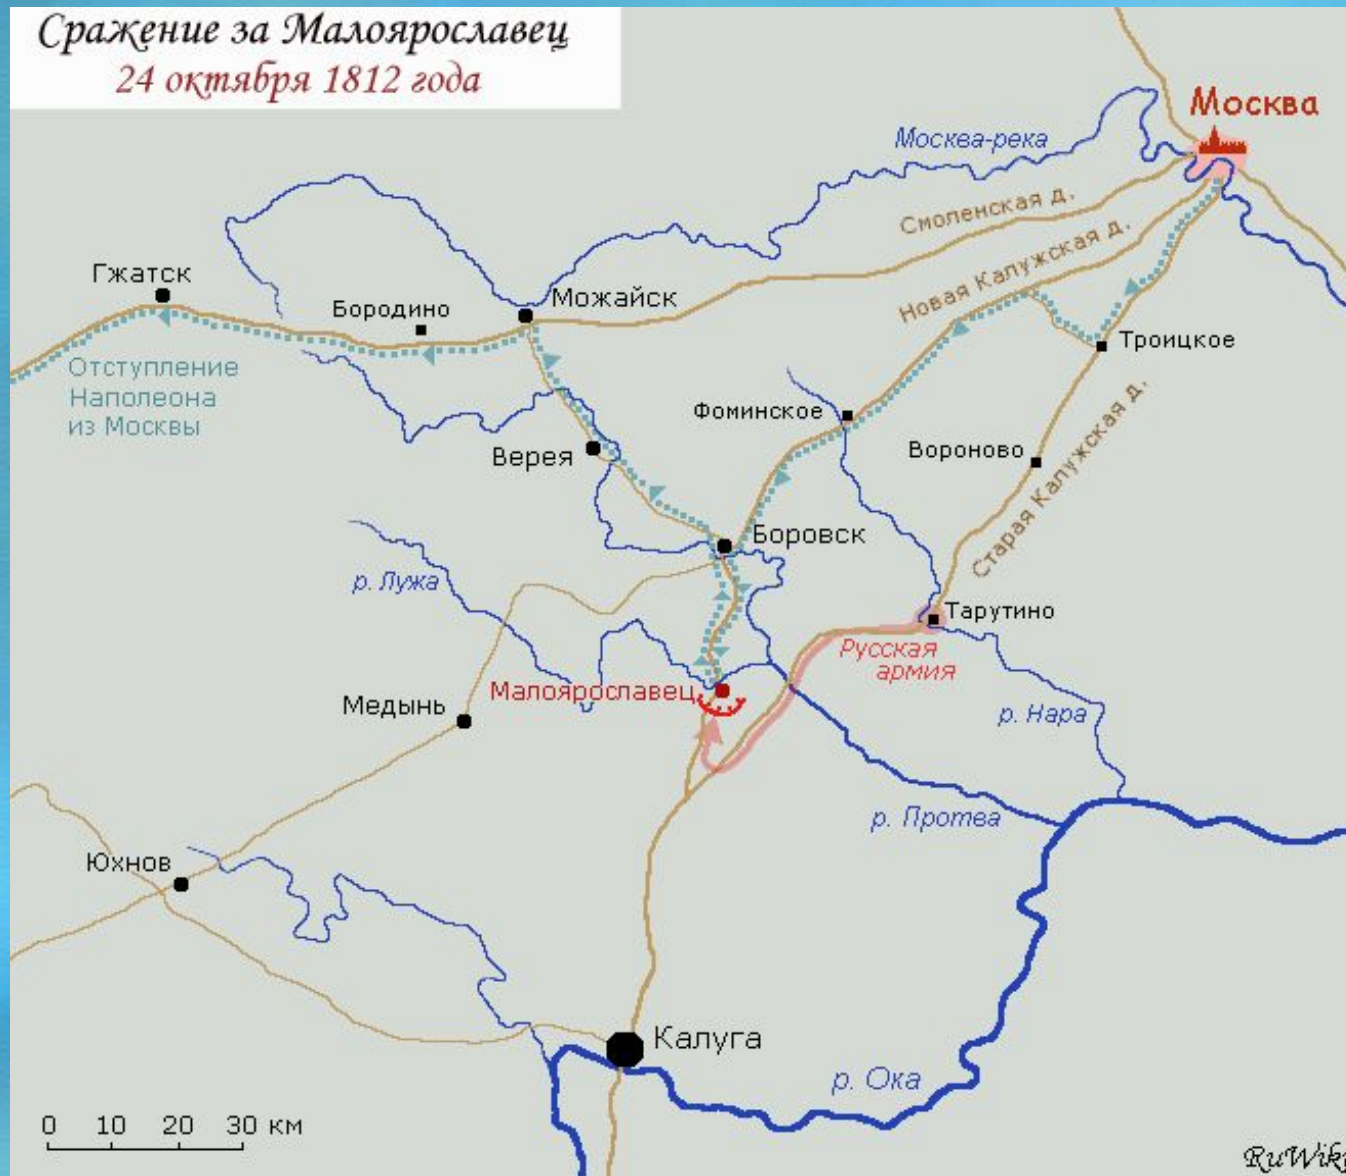 Сражение за Малоярославец
24 октября 1812 года
Москва
Москва-река
Смоленская д.
Новая Калужская д.
Гжатск
Бородино
Можайск
Троицкое
Отступление
Наполеона
из Москвы
Фоминское
Верея
Вороново
Старая Калужская д.
Боровск
р. Лужа
Тарутино
Русская
армия
Малоярославец
Медынь
р. Нара
р. Протва
Юхнов
Калуга
р. Ока
0 10 20 30 км
RuWiki